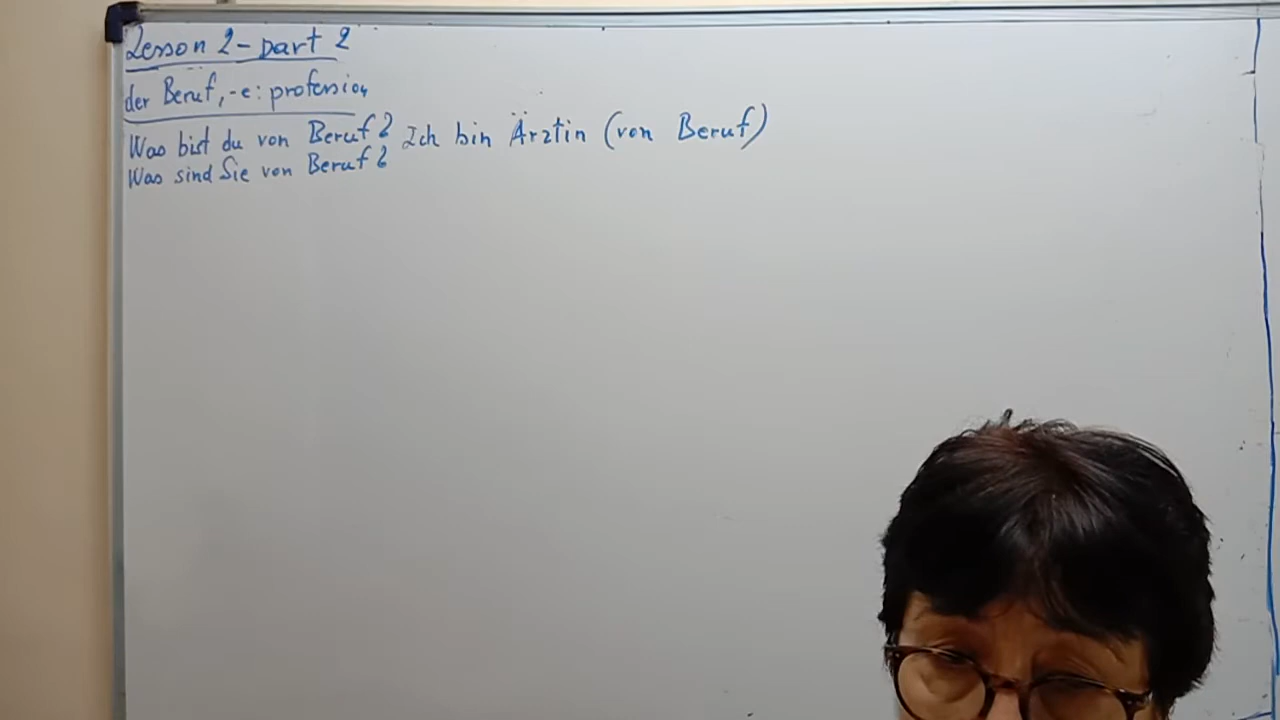 Lesson 2 - part 2
der Beruf, -e: profession
Was bist du von Beruf? Ich bin Ärztin (von Beruf)
Was sind Sie von Beruf?